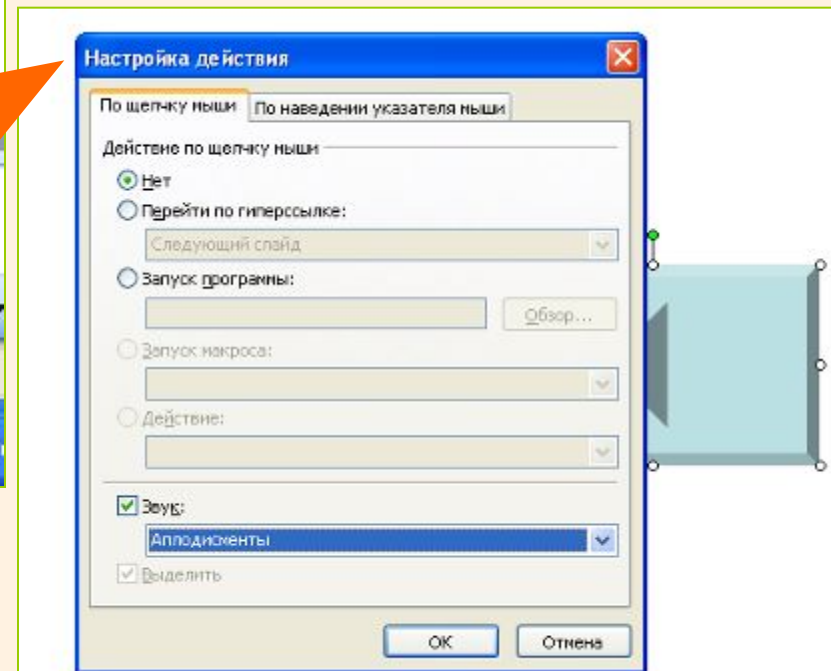 Настройка действия
По щелчку мыши
По наведении указателя мыши
Действие по щелчку мыши
Нет
Перейти по гиперссылке:
Следующий слайд
Запуск программы:
Обзор...
Запуск макроса:
Действие:
Звук:
Аплодисменты
Выделить
ОК
Отмена